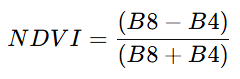 NDVI = (B8 − B4) / (B8 + B4)